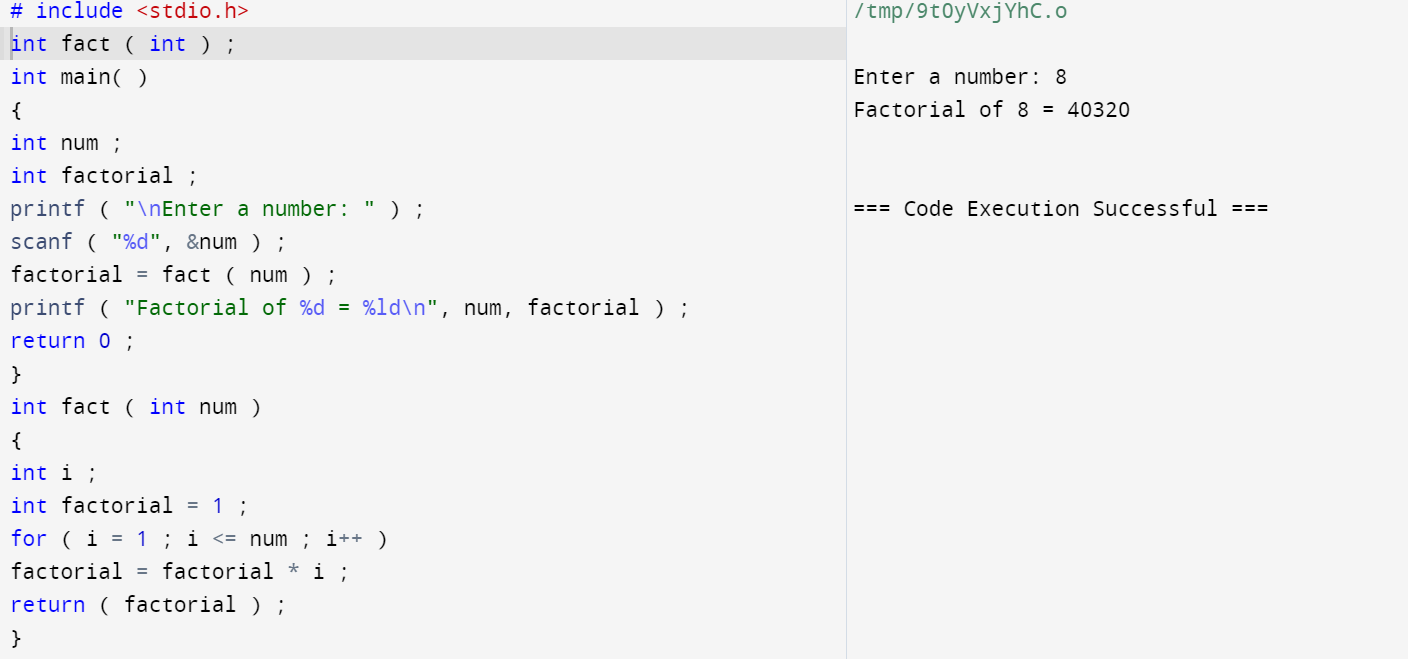 # include <stdio.h>
int fact ( int ) ;
int main( )
{
int num ;
int factorial ;
printf ( "\nEnter a number: " ) ;
scanf ( "%d", &num ) ;
factorial = fact ( num ) ;
printf ( "Factorial of %d = %ld\n", num, factorial ) ;
return 0 ;
}
int fact ( int num )
{
int i ;
int factorial = 1 ;
for ( i = 1 ; i <= num ; i++ )
factorial = factorial * i ;
return ( factorial ) ;
}
/tmp/9tOyVxjYhC.o
Enter a number: 8
Factorial of 8 = 40320
=== Code Execution Successful ===